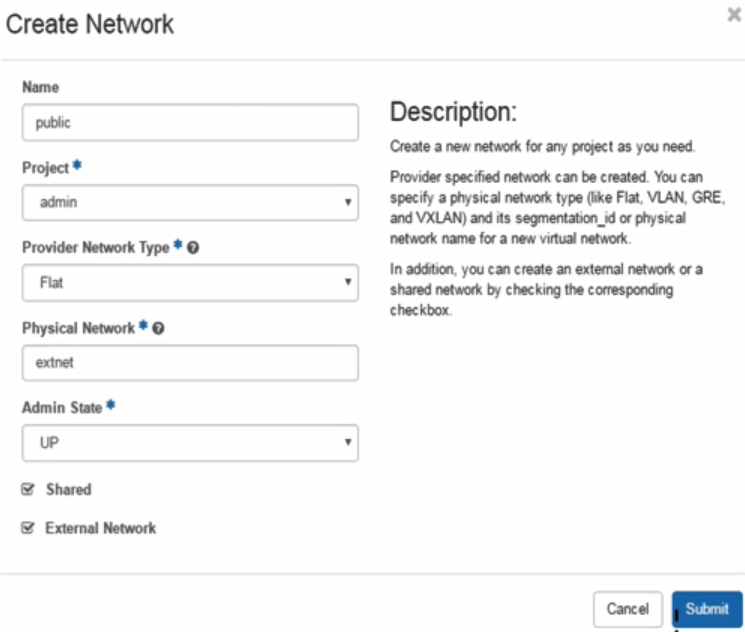 Create Network
Name
public
Project *
admin
Provider Network Type *
Flat
Physical Network *
extnet
Admin State *
UP
Shared
External Network
Description:
Create a new network for any project as you need.
Provider specified network can be created. You can
specify a physical network type (like Flat, VLAN, GRE,
and VXLAN) and its segmentation_id or physical
network name for a new virtual network.
In addition, you can create an external network or a
shared network by checking the corresponding
checkbox.
Cancel
Submit